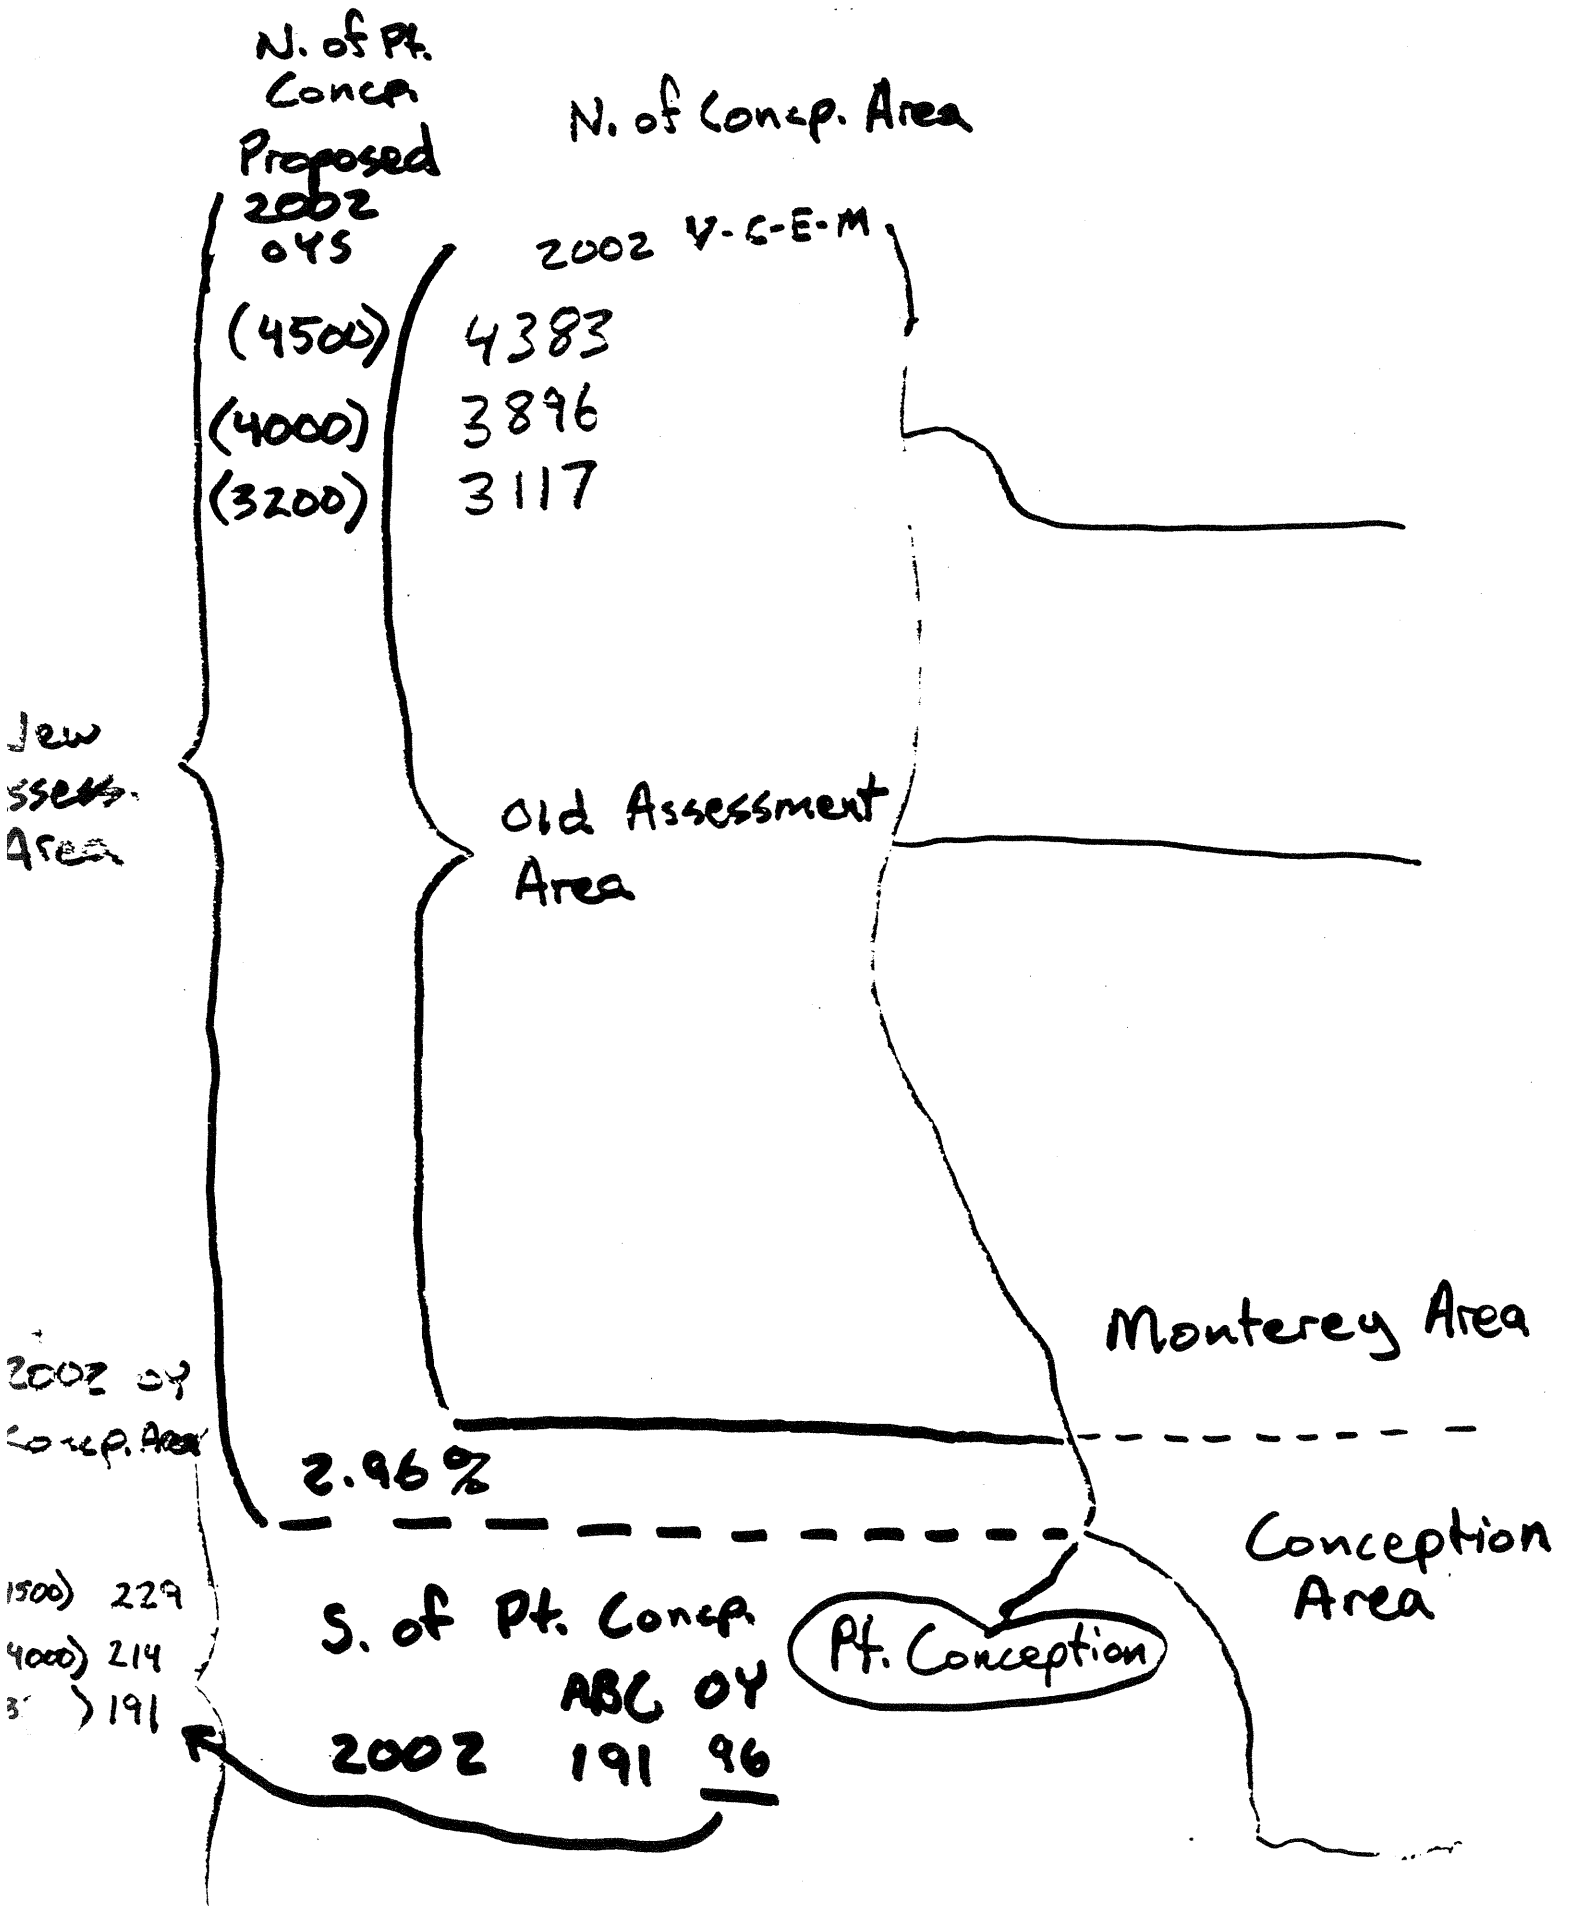 N. of Pt.
Concp.
Proposed
2002
OYS
(4500)
(4000)
(3200)
N. of Concp. Area
2002 V-C-E-M
4383
3896
3117
Area
Old Assessment
Area
Monterey Area
2002 OY
Concp. Area
2.96%
Conception
Area
229
4000) 214
191
S. of Pt. Concp.
ABC OY
2002 191 96
Pt. Conception